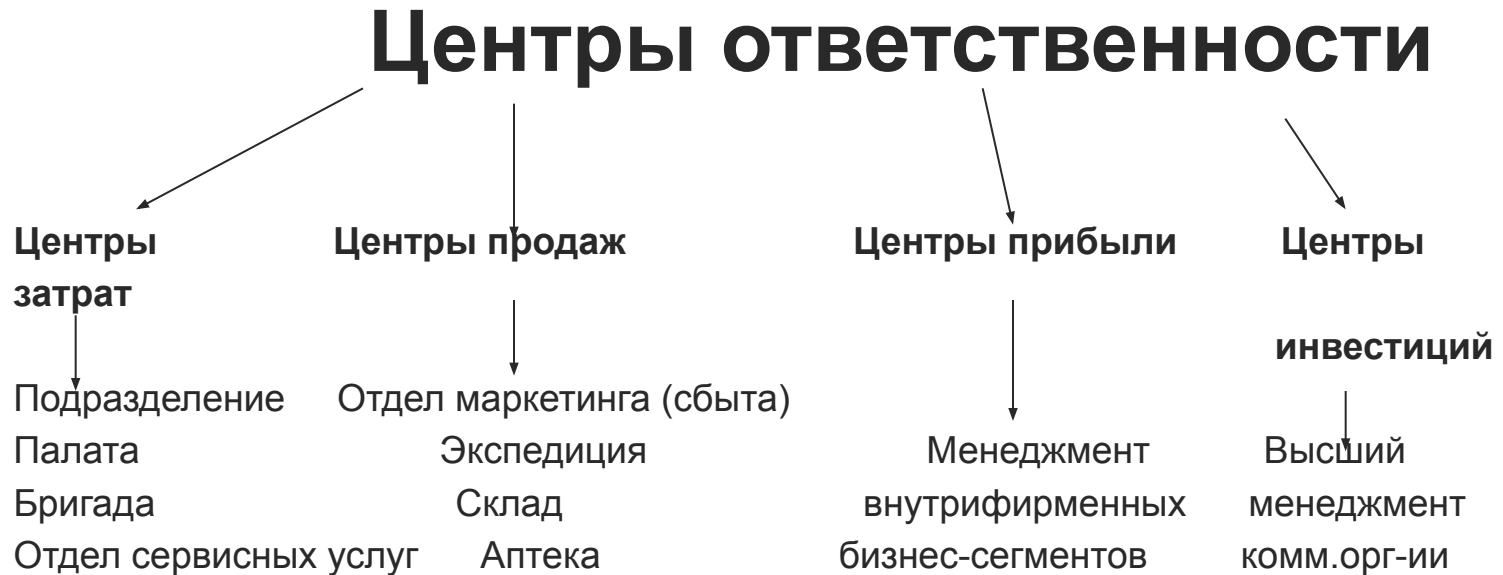 Центры ответственности
Центры Центры продаж Центры прибыли Центры
затрат
инвестиций
Подразделение Отдел маркетинга (сбыта)
Палата Экспедиция Менеджмент Высший
Бригада Склад внутрифирменных менеджмент
Отдел сервисных услуг Аптека бизнес-сегментов комм.орг-ии